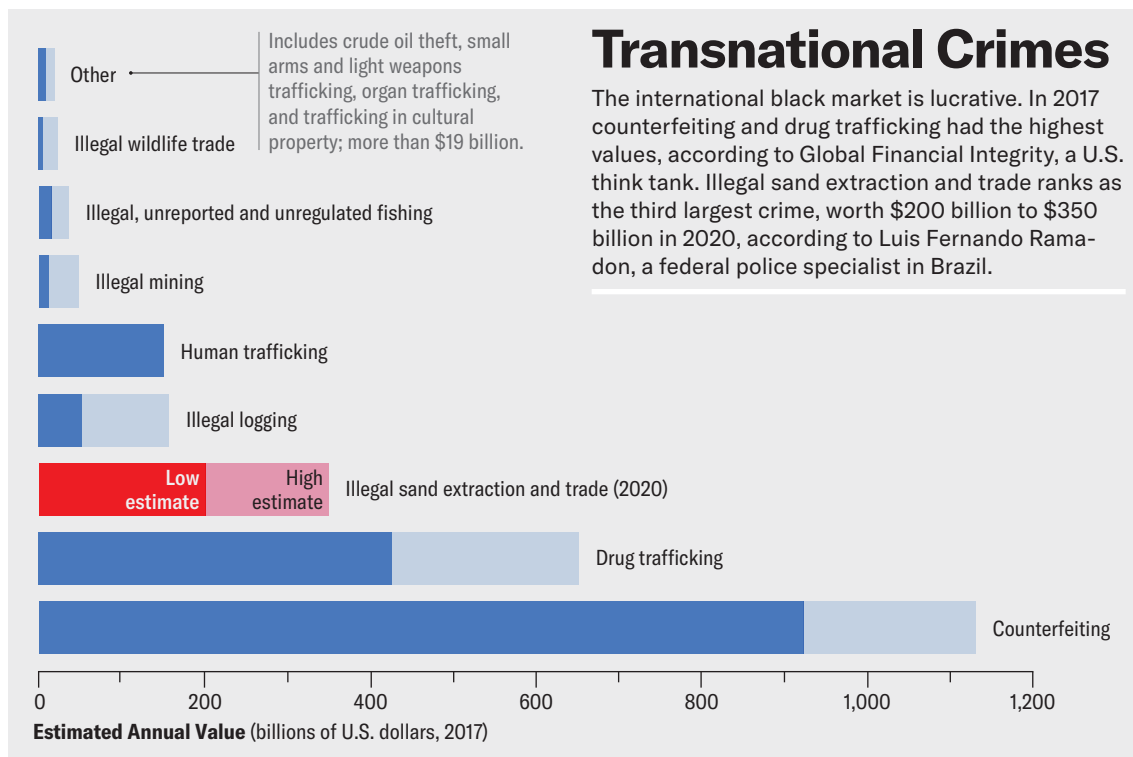 Transnational Crimes
The international black market is lucrative. In 2017
counterfeiting and drug trafficking had the highest
values, according to Global Financial Integrity, a U.S.
think tank. Illegal sand extraction and trade ranks as
the third largest crime, worth $200 billion to $350
billion in 2020, according to Luis Fernando Rama-
don, a federal police specialist in Brazil.
Other
Includes crude oil theft, small
arms and light weapons
trafficking, organ trafficking,
and trafficking in cultural
property; more than $19 billion.
Illegal wildlife trade
Illegal, unreported and unregulated fishing
Illegal mining
Human trafficking
Illegal logging
Low
estimate
High
estimate
Illegal sand extraction and trade (2020)
Drug trafficking
Counterfeiting
0 200 400 600 800 1,000 1,200
Estimated Annual Value (billions of U.S. dollars, 2017)